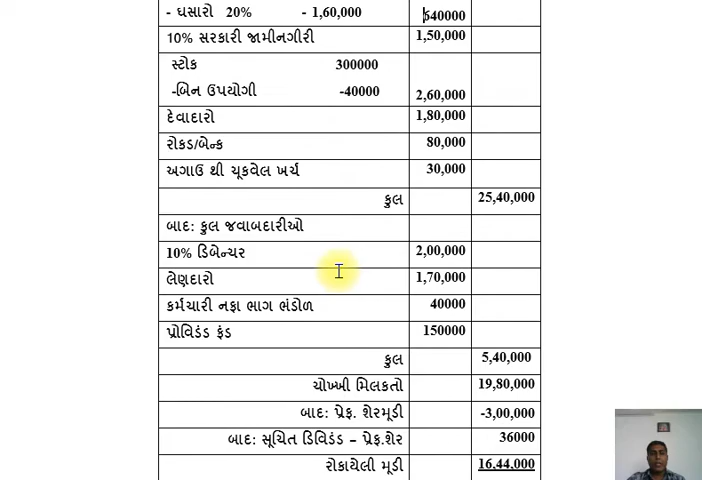 - ઘસારો 20% - 1,60,000 640000
10% સરકારી જામીનગીરી 1,50,000
સ્ટોક 300000
-બિન ઉપયોગી -40000 2,60,000
દેવાદારો 1,80,000
રોકડ/બેન્ક 80,000
અગાઉ થી ચૂકવેલ ખર્ચ 30,000
કુલ 25,40,000
બાદ: કુલ જવાબદારીઓ
10% ડિબેન્ચર 2,00,000
લેણદારો 1,70,000
કર્મચારી નફા ભાગ ભંડોળ 40000
પ્રોવિડંડ ફંડ 150000
કુલ 5,40,000
ચોખ્ખી મિલકતો 19,80,000
બાદ: પ્રેફ. શેરમૂડી -3,00,000
બાદ: સૂચિત ડિવિડંડ – પ્રેફ.શેર 36000
રોકાયેલી મૂડી 16.44.000